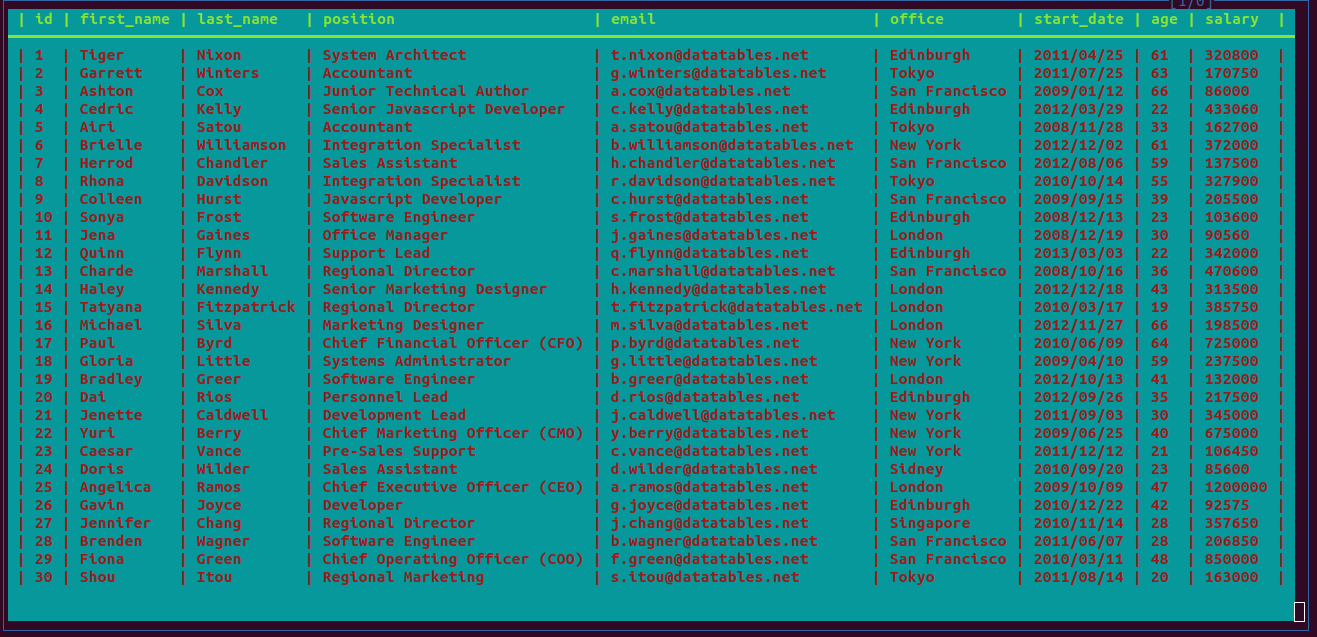 [1/0]
| id | first_name | last_name | position | email | office | start_date | age | salary |
| 1 | Tiger | Nixon | System Architect | t.nixon@datatables.net | Edinburgh | 2011/04/25 | 61 | 320800 |
| 2 | Garrett | Winters | Accountant | g.winters@datatables.net | Tokyo | 2011/07/25 | 63 | 170750 |
| 3 | Ashton | Cox | Junior Technical Author | a.cox@datatables.net | San Francisco | 2009/01/12 | 66 | 86000 |
| 4 | Cedric | Kelly | Senior Javascript Developer | c.kelly@datatables.net | Edinburgh | 2012/03/29 | 22 | 433060 |
| 5 | Airi | Satou | Accountant | a.satou@datatables.net | Tokyo | 2008/11/28 | 33 | 162700 |
| 6 | Brielle | Williamson | Integration Specialist | b.williamson@datatables.net | New York | 2012/12/02 | 61 | 372000 |
| 7 | Herrod | Chandler | Sales Assistant | h.chandler@datatables.net | San Francisco | 2012/08/06 | 59 | 137500 |
| 8 | Rhona | Davidson | Integration Specialist | r.davidson@datatables.net | Tokyo | 2010/10/14 | 55 | 327900 |
| 9 | Colleen | Hurst | Javascript Developer | c.hurst@datatables.net | San Francisco | 2009/09/15 | 39 | 205500 |
| 10 | Sonya | Frost | Software Engineer | s.frost@datatables.net | Edinburgh | 2008/12/13 | 23 | 103600 |
| 11 | Jena | Gaines | Office Manager | j.gaines@datatables.net | London | 2008/12/19 | 30 | 90560 |
| 12 | Quinn | Flynn | Support Lead | q.flynn@datatables.net | Edinburgh | 2013/03/03 | 22 | 342000 |
| 13 | Charde | Marshall | Regional Director | c.marshall@datatables.net | San Francisco | 2008/10/16 | 36 | 470600 |
| 14 | Haley | Kennedy | Senior Marketing Designer | h.kennedy@datatables.net | London | 2012/12/18 | 43 | 313500 |
| 15 | Tatyana | Fitzpatrick | Regional Director | t.fitzpatrick@datatables.net | London | 2010/03/17 | 19 | 385750 |
| 16 | Michael | Silva | Marketing Designer | m.silva@datatables.net | London | 2012/11/27 | 66 | 198500 |
| 17 | Paul | Byrd | Chief Financial Officer (CFO) | p.byrd@datatables.net | New York | 2010/06/09 | 64 | 725000 |
| 18 | Gloria | Little | Systems Administrator | g.little@datatables.net | New York | 2009/04/10 | 59 | 237500 |
| 19 | Bradley | Greer | Software Engineer | b.greer@datatables.net | London | 2012/10/13 | 41 | 132000 |
| 20 | Dai | Rios | Personnel Lead | d.rios@datatables.net | Edinburgh | 2012/09/26 | 35 | 217500 |
| 21 | Jenette | Caldwell | Development Lead | j.caldwell@datatables.net | New York | 2011/09/03 | 30 | 345000 |
| 22 | Yuri | Berry | Chief Marketing Officer (CMO) | y.berry@datatables.net | New York | 2009/06/25 | 40 | 675000 |
| 23 | Caesar | Vance | Pre-Sales Support | c.vance@datatables.net | New York | 2011/12/12 | 21 | 106450 |
| 24 | Doris | Wilder | Sales Assistant | d.wilder@datatables.net | Sidney | 2010/09/20 | 23 | 85600 |
| 25 | Angelica | Ramos | Chief Executive Officer (CEO) | a.ramos@datatables.net | London | 2009/10/09 | 47 | 1200000 |
| 26 | Gavin | Joyce | Developer | g.joyce@datatables.net | Edinburgh | 2010/12/22 | 42 | 92575 |
| 27 | Jennifer | Chang | Regional Director | j.chang@datatables.net | Singapore | 2010/11/14 | 28 | 357650 |
| 28 | Brenden | Wagner | Software Engineer | b.wagner@datatables.net | San Francisco | 2011/06/07 | 28 | 206850 |
| 29 | Fiona | Green | Chief Operating Officer (COO) | f.green@datatables.net | San Francisco | 2010/03/11 | 48 | 850000 |
| 30 | Shou | Itou | Regional Marketing | s.itou@datatables.net | Tokyo | 2011/08/14 | 20 | 163000 |